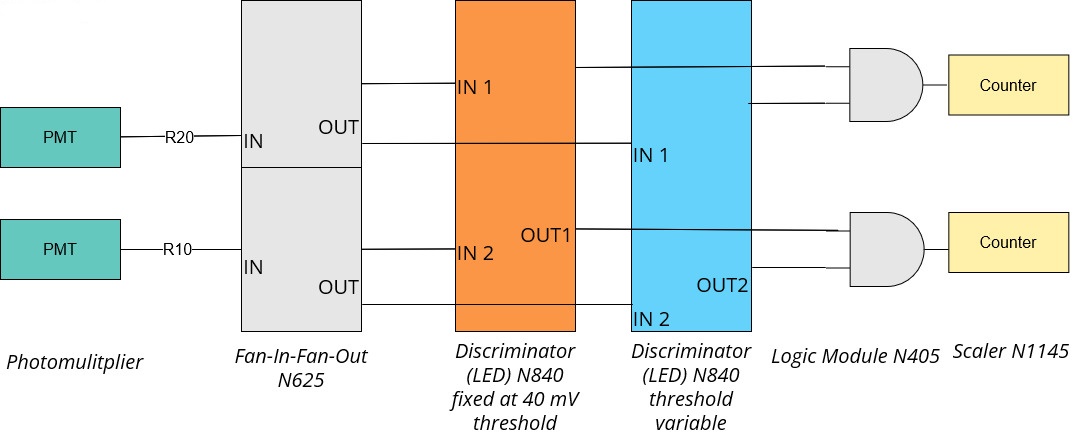 IN 1
Counter
OUT
PMT
R20
IN
IN 1
OUT1
PMT
R10
IN 2
Counter
IN
OUT
OUT2
IN 2
Photomulitplier
Fan-In-Fan-Out
N625
Discriminator
(LED) N840
fixed at 40 mV
threshold
Discriminator
(LED) N840
threshold
variable
Logic Module N405
Scaler N1145